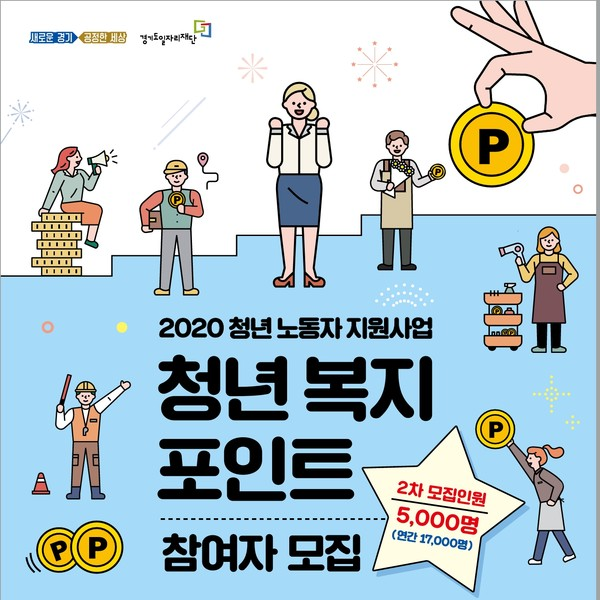 새로운 경기 공정한 세상
경기도일자리재단
P
P
P
2020 청년 노동자 지원사업
청년 복지
포인트
참여자 모집
P
2차 모집인원
5,000명
(연간 17,000명)
P P